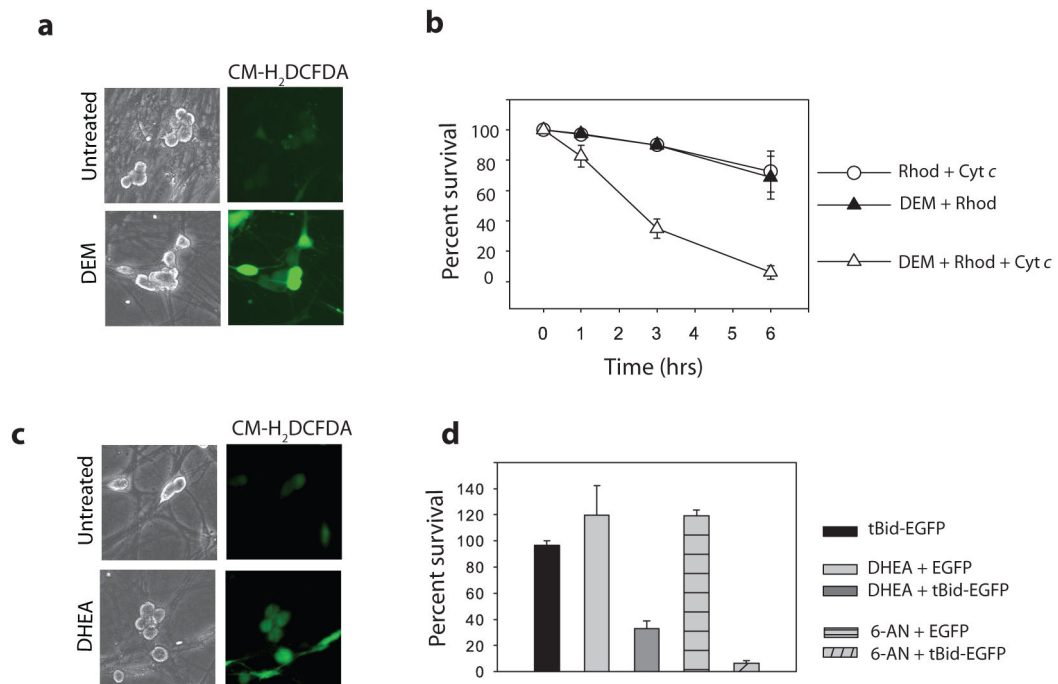 a
CM-H₂DCFDA
Untreated
DEM
b
Percent survival
100
80
60
40
20
0
0 1 2 3 4 5 6
Time (hrs)
Rhod + Cyt c
DEM + Rhod
DEM + Rhod + Cyt c
c
CM-H₂DCFDA
Untreated
DHEA
d
Percent survival
140
120
100
80
60
40
20
0
tBid-EGFP
DHEA + EGFP
DHEA + tBid-EGFP
6-AN + EGFP
6-AN + tBid-EGFP